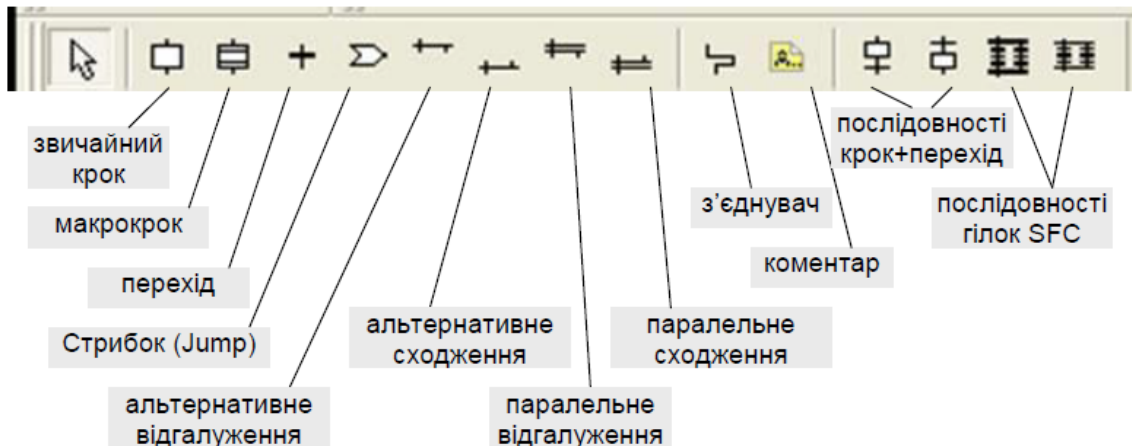 звичайний
крок
макрокрок
перехід
Стрибок (Jump)
альтернативне
відгалуження
альтернативне
сходження
паралельне
відгалуження
паралельне
сходження
з’єднувач
коментар
послідовності
крок+перехід
послідовності
гілок SFC